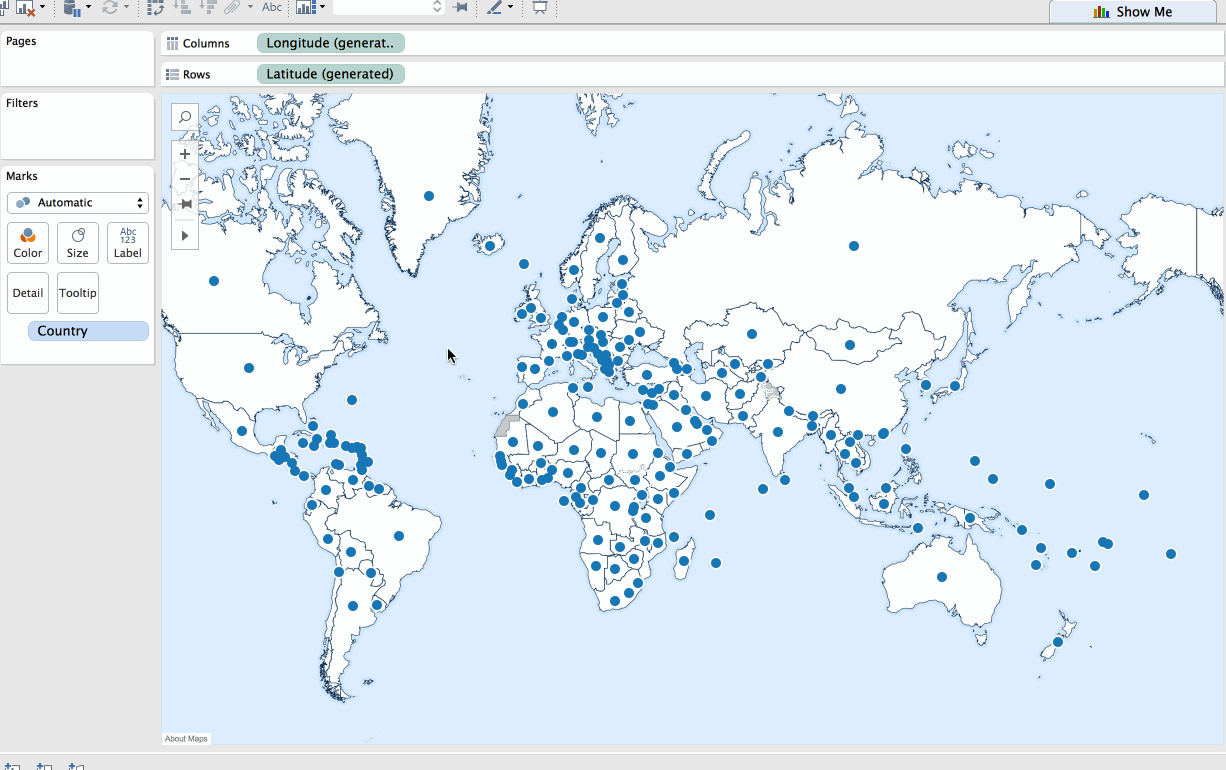 Abc
Show Me
Pages
Columns
Longitude (generat..
Rows
Latitude (generated)
Filters
Marks
Automatic
Color
Size
Abc
123
Label
Detail
Tooltip
Country
About Maps